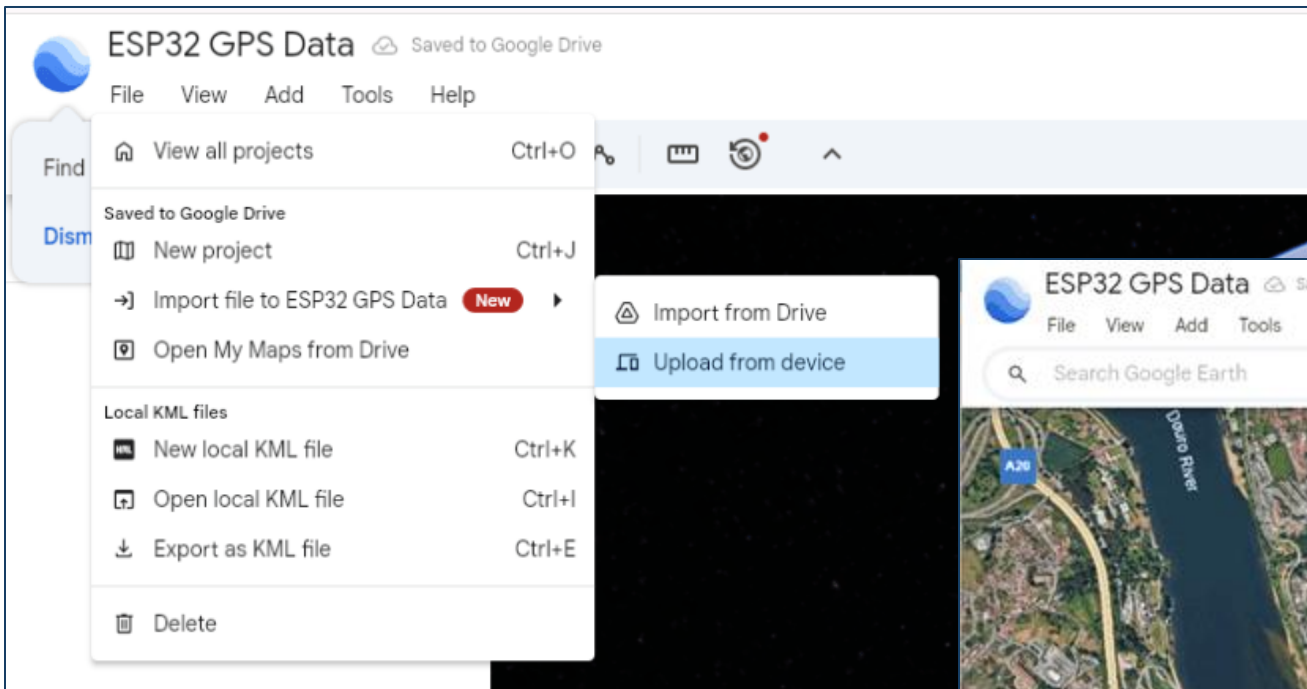 ESP32 GPS Data Saved to Google Drive
File View Add Tools Help
Find
Dism
View all projects Ctrl+O
Saved to Google Drive
New project Ctrl+J
Import file to ESP32 GPS Data New
Open My Maps from Drive
Local KML files
New local KML file Ctrl+K
Open local KML file Ctrl+I
Export as KML file Ctrl+E
Delete
Import from Drive
Upload from device
ESP32 GPS Data
File View Add Tools
Search Google Earth
A20
Douro River